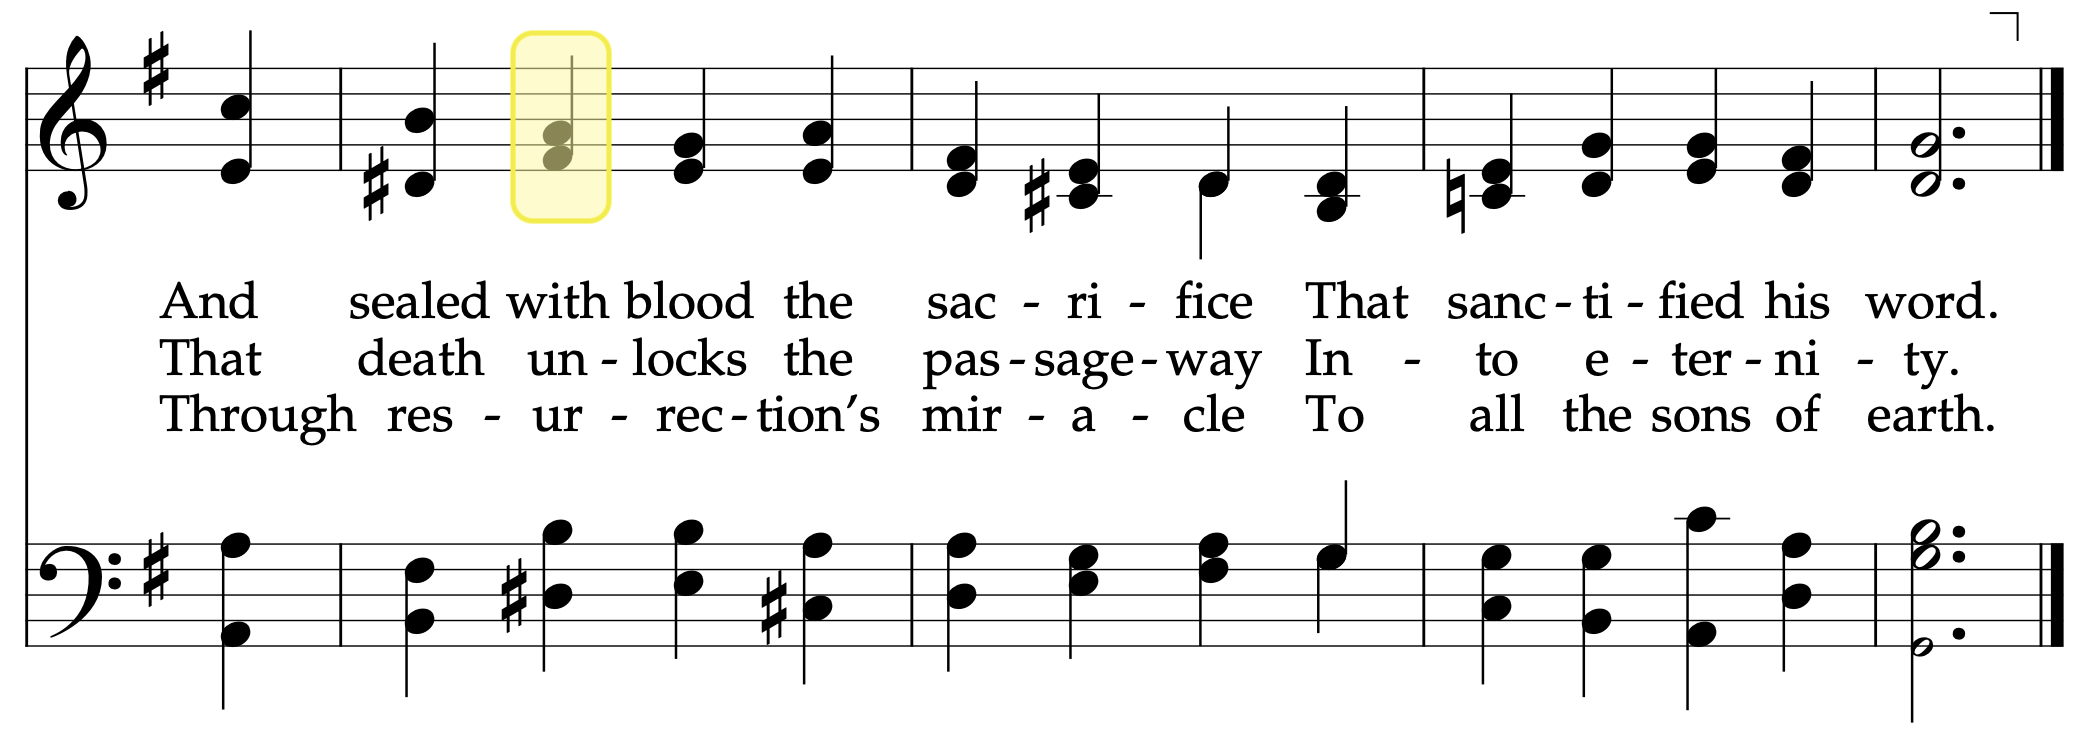 And sealed with blood the sac - ri - fice That sanc - ti - fied his word.
That death un - locks the pas - sage - way In - to e - ter - ni - ty.
Through res - ur - rec - tion’s mir - a - cle To all the sons of earth.